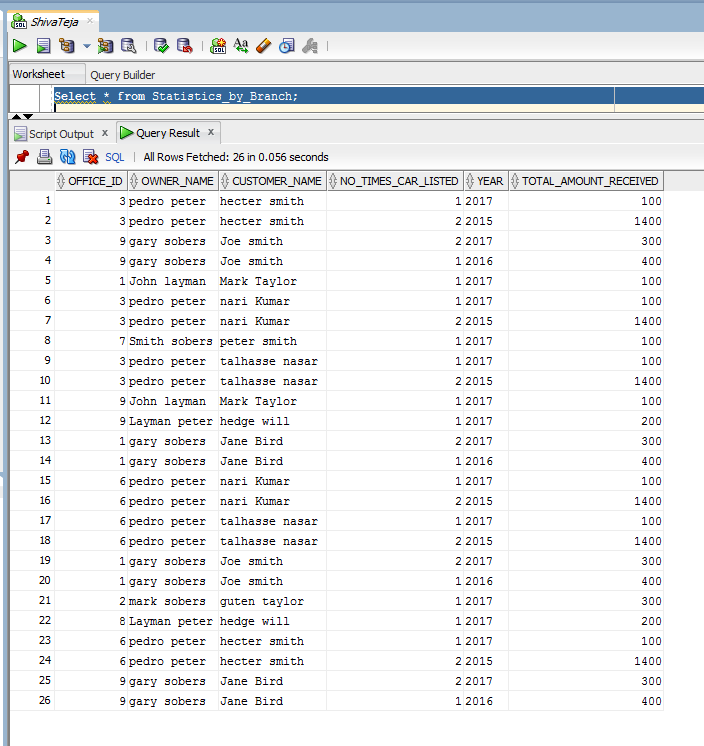 ShivaTeja
Worksheet Query Builder
Select * from Statistics_by_Branch;
Script Output x Query Result x
SQL All Rows Fetched: 26 in 0.056 seconds
OFFICE_ID OWNER_NAME CUSTOMER_NAME NO_TIMES_CAR_LISTED YEAR TOTAL_AMOUNT_RECEIVED
1 3 pedro peter hecter smith 1 2017 100
2 3 pedro peter hecter smith 2 2015 1400
3 9 gary sobers Joe smith 2 2017 300
4 9 gary sobers Joe smith 1 2016 400
5 1 John layman Mark Taylor 1 2017 100
6 3 pedro peter nari Kumar 1 2017 100
7 3 pedro peter nari Kumar 2 2015 1400
8 7 Smith sobers peter smith 1 2017 100
9 3 pedro peter talhasse nasar 1 2017 100
10 3 pedro peter talhasse nasar 2 2015 1400
11 9 John layman Mark Taylor 1 2017 100
12 9 Layman peter hedge will 1 2017 200
13 1 gary sobers Jane Bird 2 2017 300
14 1 gary sobers Jane Bird 1 2016 400
15 6 pedro peter nari Kumar 1 2017 100
16 6 pedro peter nari Kumar 2 2015 1400
17 6 pedro peter talhasse nasar 1 2017 100
18 6 pedro peter talhasse nasar 2 2015 1400
19 1 gary sobers Joe smith 2 2017 300
20 1 gary sobers Joe smith 1 2016 400
21 2 mark sobers guten taylor 1 2017 300
22 8 Layman peter hedge will 1 2017 200
23 6 pedro peter hecter smith 1 2017 100
24 6 pedro peter hecter smith 2 2015 1400
25 9 gary sobers Jane Bird 2 2017 300
26 9 gary sobers Jane Bird 1 2016 400